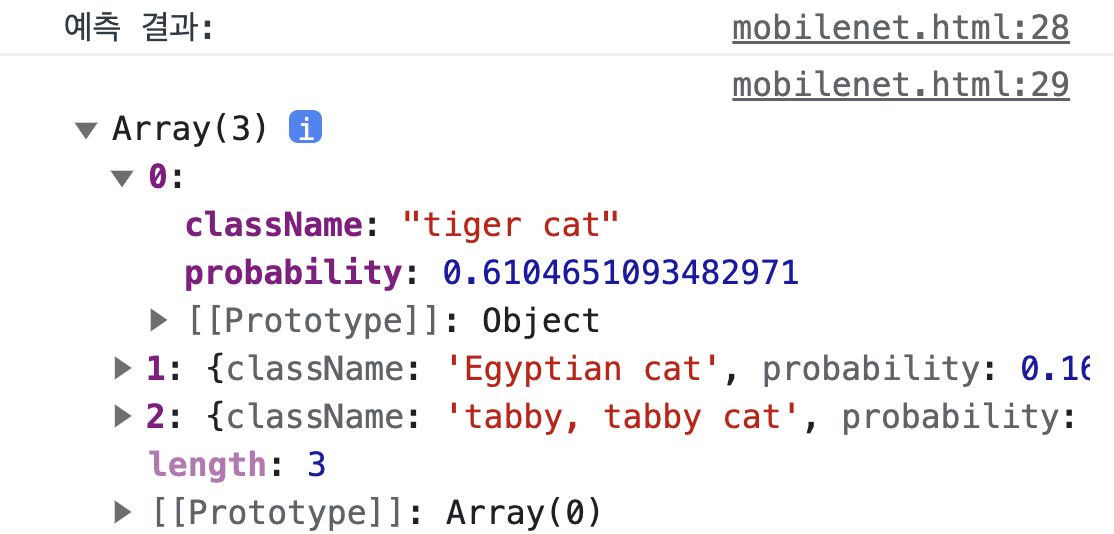 예측 결과: mobilenet.html:28
mobilenet.html:29
▼ Array(3) i
▼ 0:
className: "tiger cat"
probability: 0.6104651093482971
▶ [[Prototype]]: Object
▶ 1: {className: 'Egyptian cat', probability: 0.16
▶ 2: {className: 'tabby, tabby cat', probability:
length: 3
▶ [[Prototype]]: Array(0)